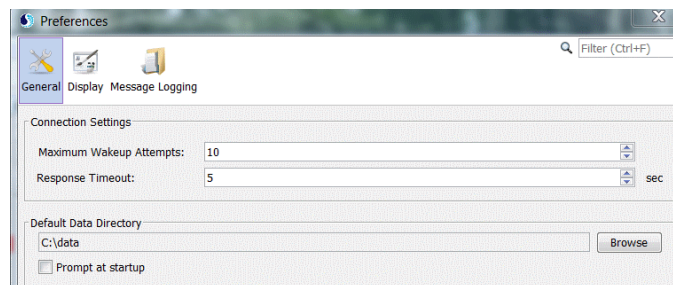 Preferences
Filter (Ctrl+F)
General Display Message Logging
Connection Settings
Maximum Wakeup Attempts: 10
Response Timeout: 5 sec
Default Data Directory
C:\data Browse
Prompt at startup